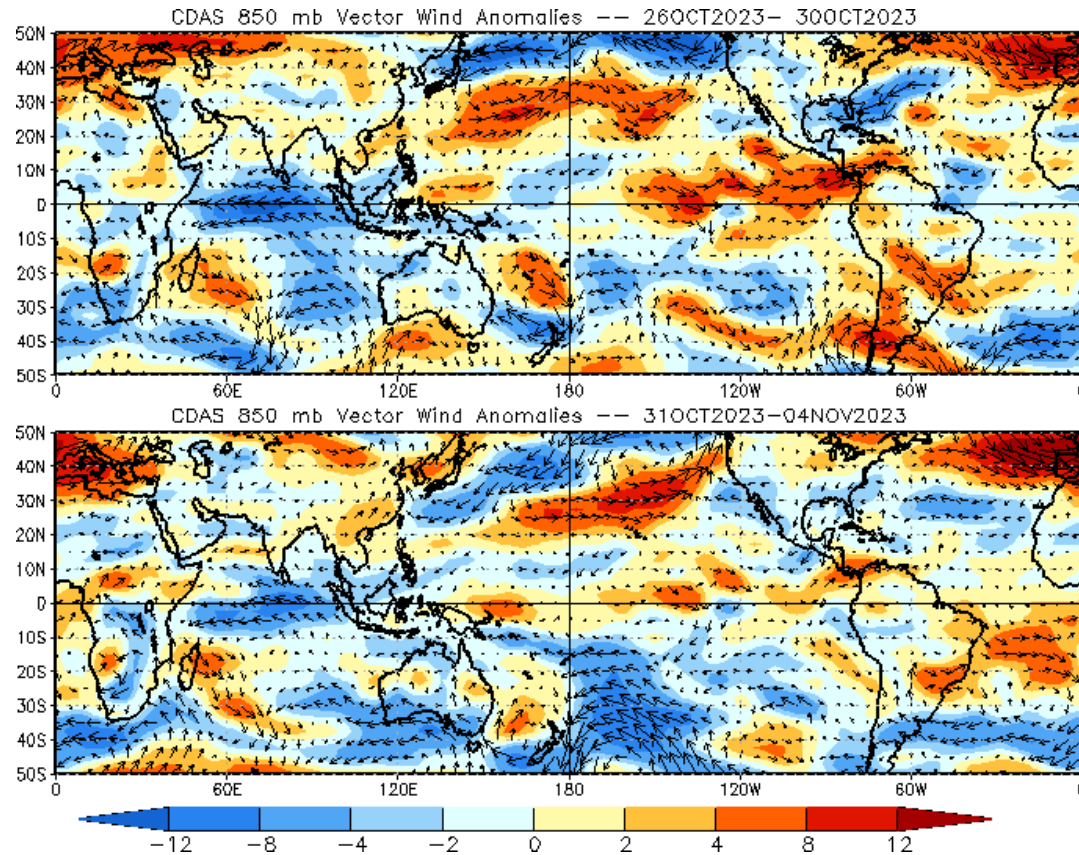 CDAS 850 mb Vector Wind Anomalies -- 26OCT2023- 30OCT2023
50N
40N
30N
20N
10N
0
10S
20S
30S
40S
50S
0 60E 120E 180 120W 60W 0
CDAS 850 mb Vector Wind Anomalies -- 31OCT2023-04NOV2023
50N
40N
30N
20N
10N
0
10S
20S
30S
40S
50S
0 60E 120E 180 120W 60W 0
-12 -8 -4 -2 0 2 4 8 12